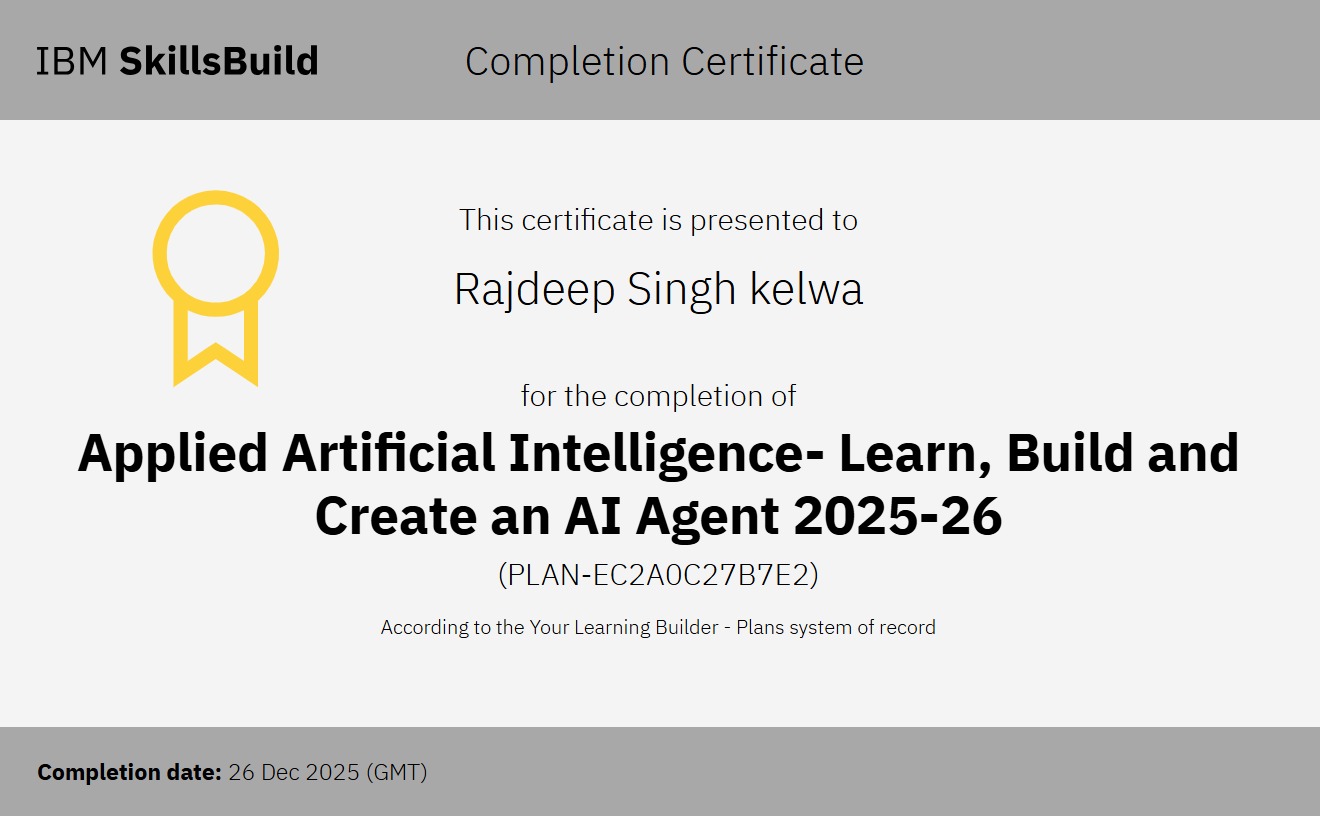 IBM SkillsBuild
Completion Certificate
This certificate is presented to
Rajdeep Singh kelwa
for the completion of
Applied Artificial Intelligence- Learn, Build and
Create an AI Agent 2025-26
(PLAN-EC2A0C27B7E2)
According to the Your Learning Builder - Plans system of record
Completion date: 26 Dec 2025 (GMT)